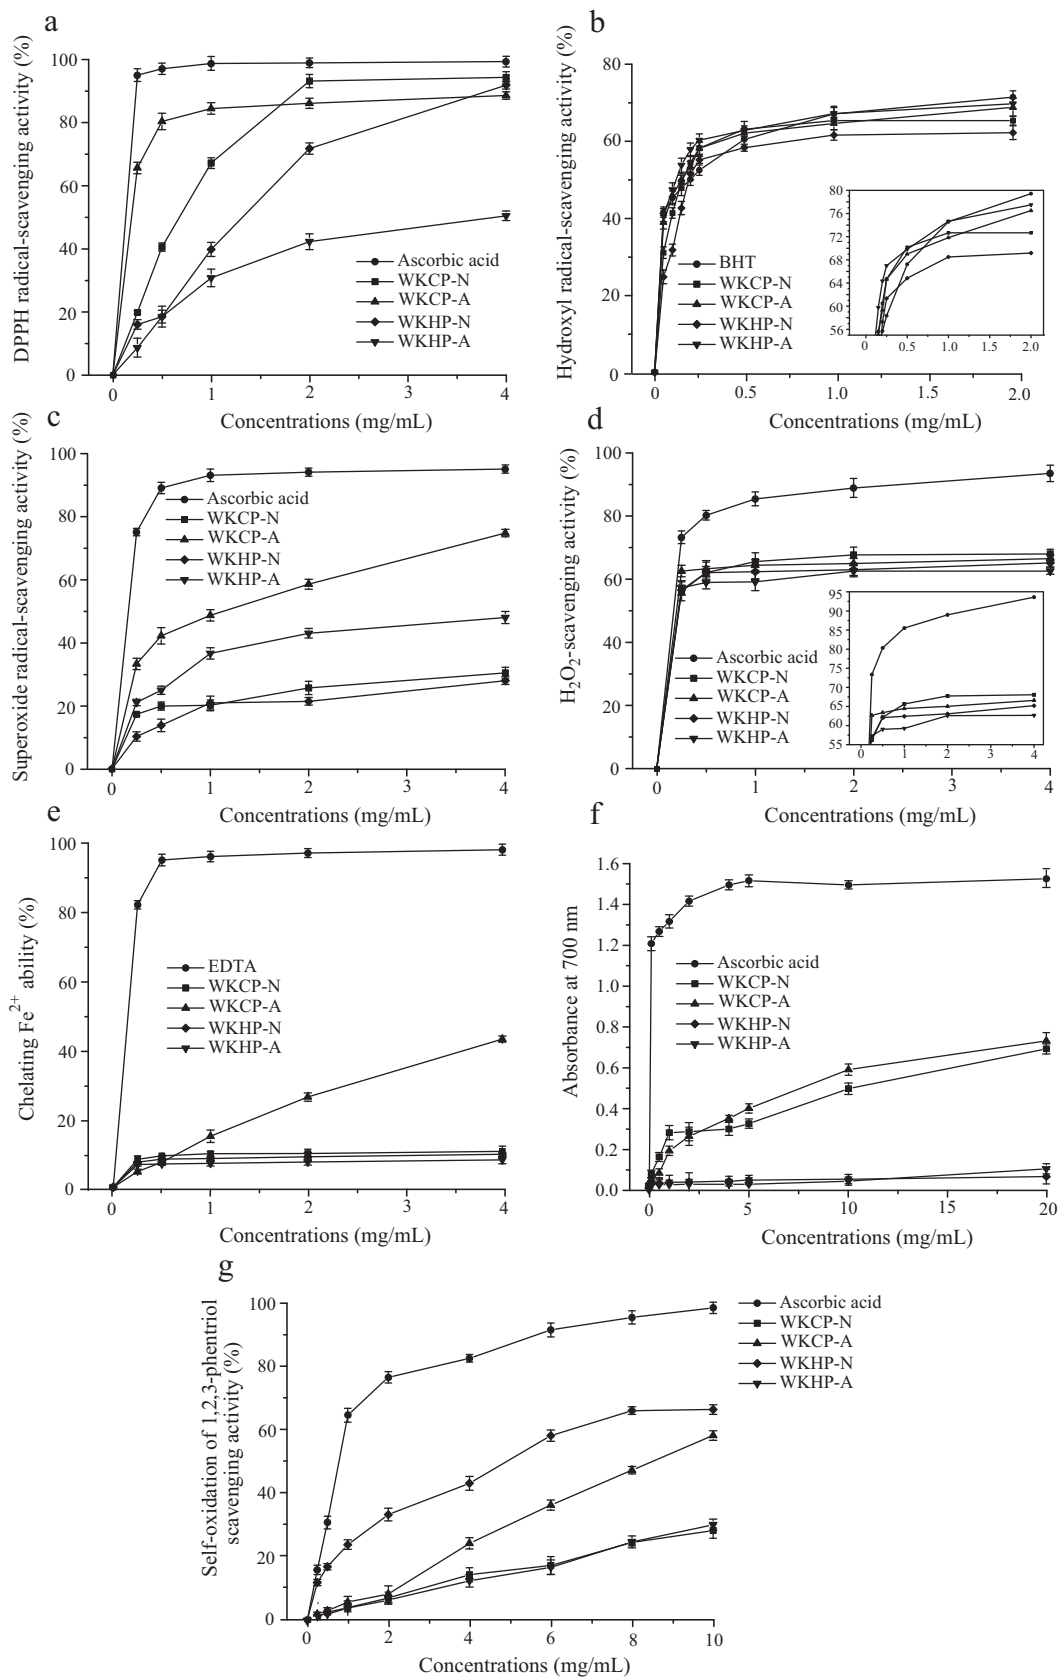 a
DPPH radical-scavenging activity (%)
100
80
60
40
20
0
Ascorbic acid
WKCP-N
WKCP-A
WKHP-N
WKHP-A
0
1
2
3
4
Concentrations (mg/mL)
b
Hydroxyl radical-scavenging activity (%)
80
60
40
20
0
BHT
WKCP-N
WKCP-A
WKHP-N
WKHP-A
80
76
72
68
64
60
56
0
0.5
1.0
1.5
2.0
0
0.5
1.0
1.5
2.0
Concentrations (mg/mL)
c
Superoxide radical-scavenging activity (%)
100
80
60
40
20
0
Ascorbic acid
WKCP-N
WKCP-A
WKHP-N
WKHP-A
0
1
2
3
4
Concentrations (mg/mL)
d
H2O2-scavenging activity (%)
100
80
60
40
20
0
Ascorbic acid
WKCP-N
WKCP-A
WKHP-N
WKHP-A
95
90
85
80
75
70
65
60
55
0
1
2
3
4
0
1
2
3
4
Concentrations (mg/mL)
e
Chelating Fe2+ ability (%)
100
80
60
40
20
0
EDTA
WKCP-N
WKCP-A
WKHP-N
WKHP-A
0
1
2
3
4
Concentrations (mg/mL)
f
Absorbance at 700 nm
1.6
1.4
1.2
1.0
0.8
0.6
0.4
0.2
0.0
Ascorbic acid
WKCP-N
WKCP-A
WKHP-N
WKHP-A
0
5
10
15
20
Concentrations (mg/mL)
g
Self-oxidation of 1,2,3-phentriol
scavenging activity (%)
100
80
60
40
20
0
Ascorbic acid
WKCP-N
WKCP-A
WKHP-N
WKHP-A
0
2
4
6
8
10
Concentrations (mg/mL)